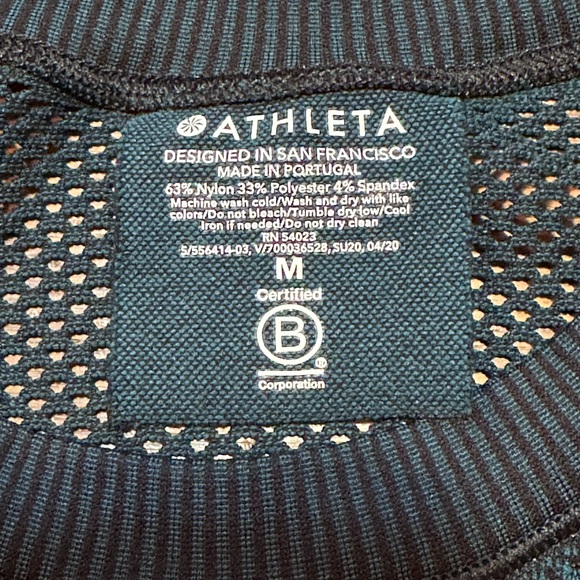 ATHLETA
DESIGNED IN SAN FRANCISCO
MADE IN PORTUGAL
63% Nylon 33% Polyester 4% Spandex
Machine wash cold/Wash and dry with like
colors/Do not bleach/Tumble dry low/Cool
Iron if needed/Do not dry clean
RN 54023
S/556414-03, V/700036528, SU20, 04/20
M
Certified
B
®
Corporation